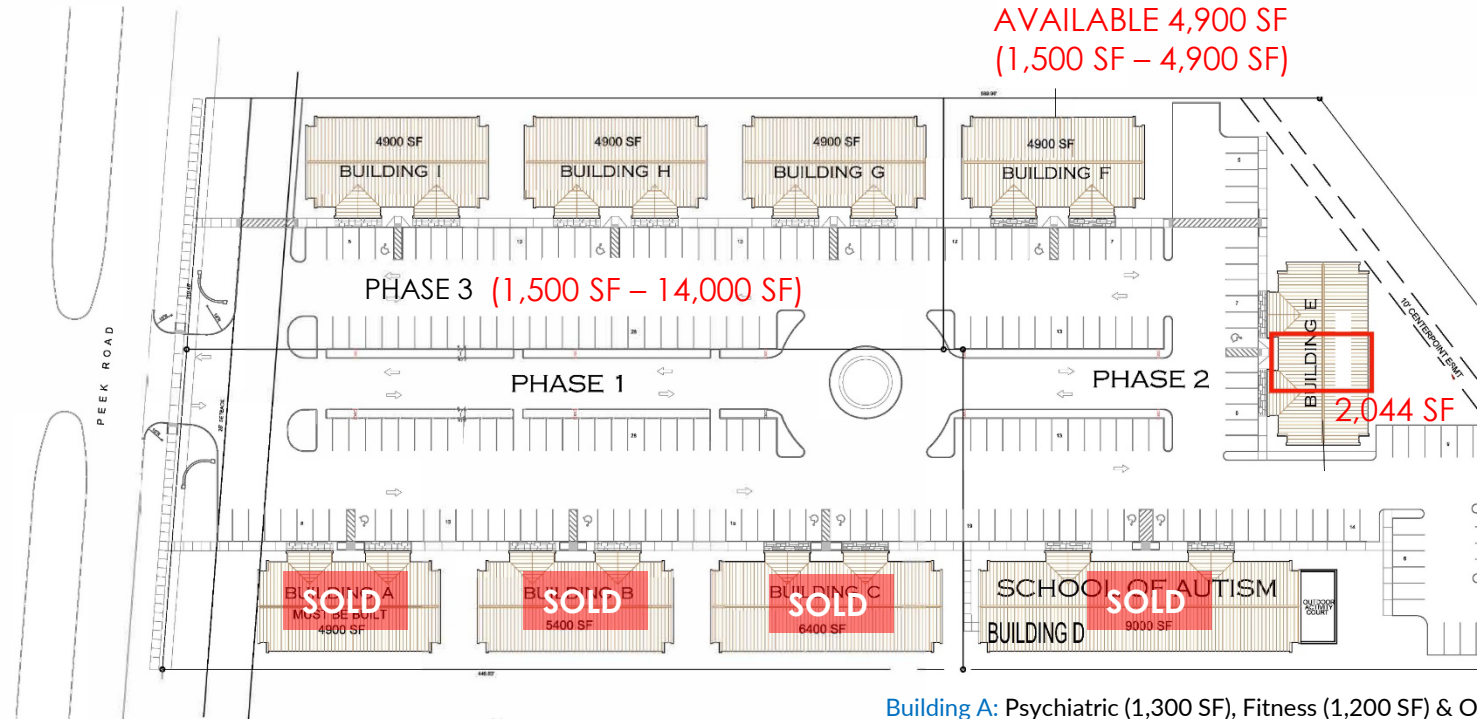 AVAILABLE 4,900 SF
(1,500 SF – 4,900 SF)
4900 SF
BUILDING I
4900 SF
BUILDING H
4900 SF
BUILDING G
4900 SF
BUILDING F
PHASE 3 (1,500 SF – 14,000 SF)
PEEK ROAD
PHASE 1
PHASE 2
BUILDING E
10' CENTERPOINT ESMT
2,044 SF
BUILDING A
SOLD
MUST BE BUILT
4900 SF
BUILDING B
SOLD
5400 SF
BUILDING C
SOLD
6400 SF
SCHOOL OF AUTISM
SOLD
BUILDING D
9000 SF
OUTDOOR
ACTIVITY
COURT
Building A: Psychiatric (1,300 SF), Fitness (1,200 SF) & O